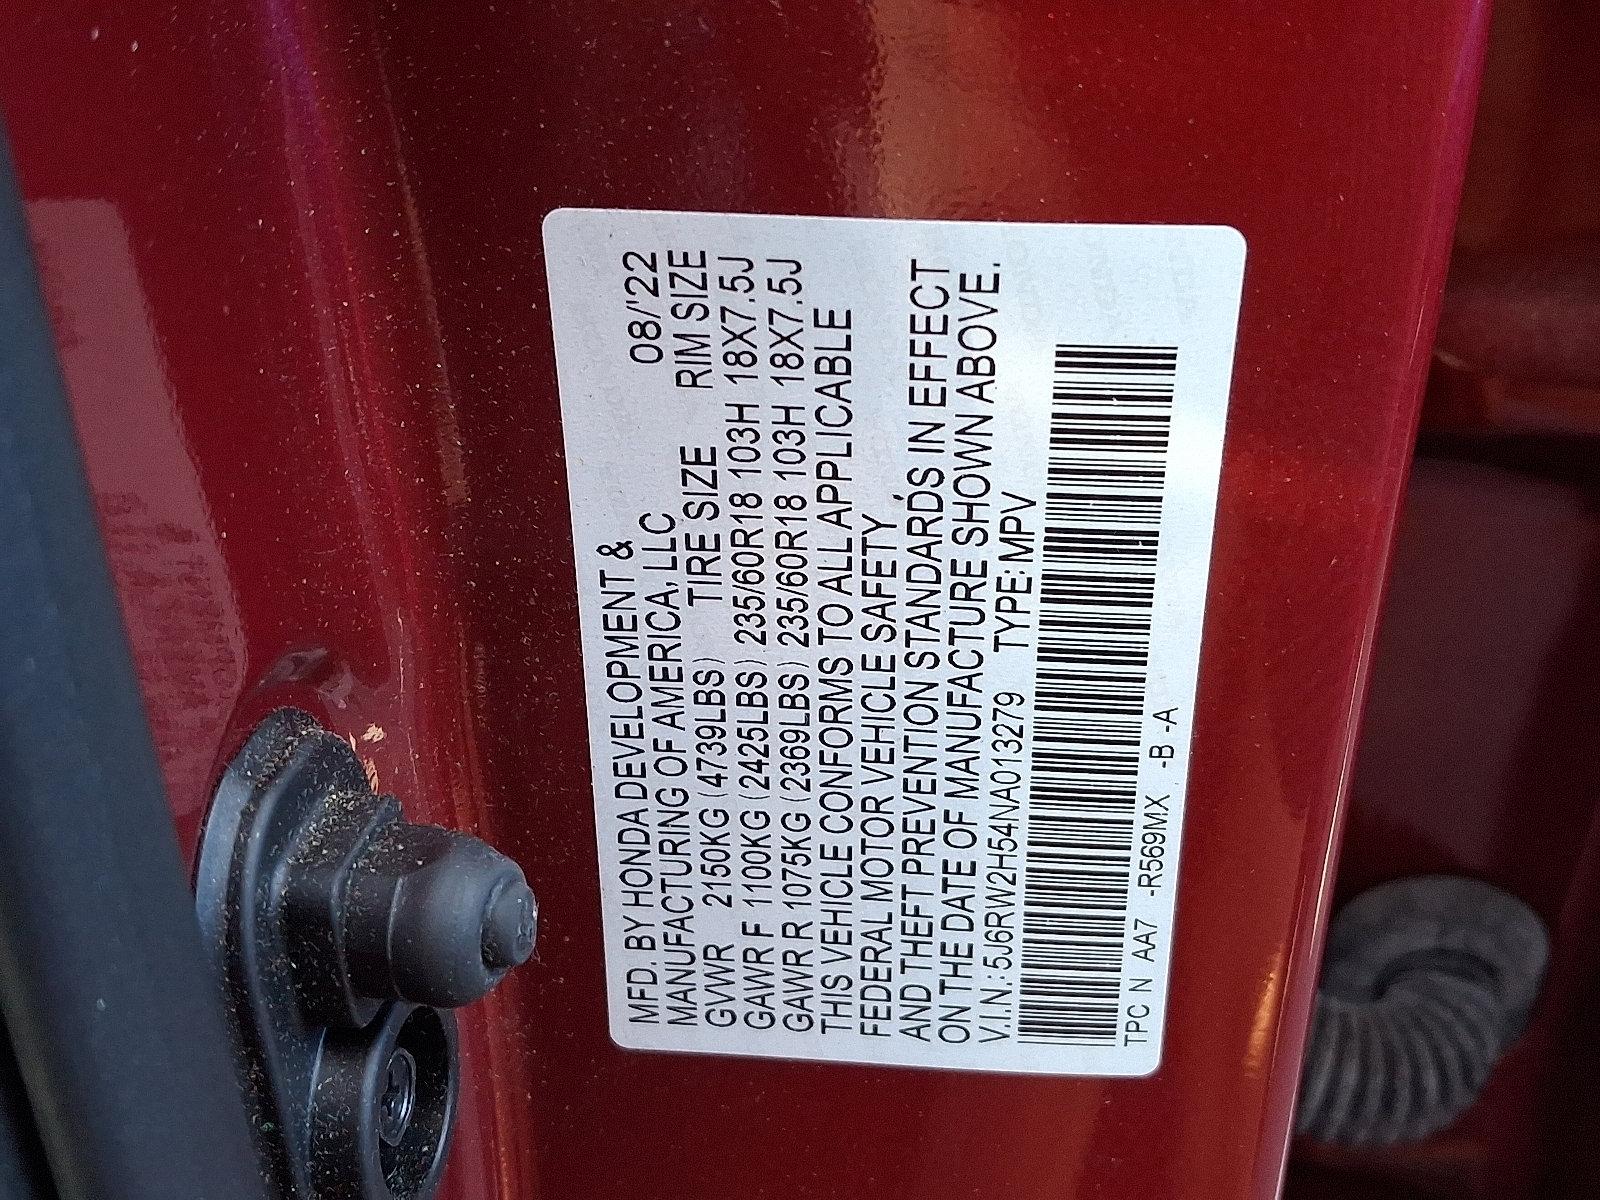 MFD. BY HONDA DEVELOPMENT & 08/'22
MANUFACTURING OF AMERICA, LLC RIM SIZE
GVWR 2150KG (4739LBS) TIRE SIZE
GAWR F 1100KG (2425LBS) 235/60R18 103H 18X7.5J
GAWR R 1075KG (2369LBS) 235/60R18 103H 18X7.5J
THIS VEHICLE CONFORMS TO ALL APPLICABLE
FEDERAL MOTOR VEHICLE SAFETY
AND THEFT PREVENTION STANDARDS IN EFFECT
ON THE DATE OF MANUFACTURE SHOWN ABOVE.
V.I.N.: 5J6RW2H54NA013279 TYPE: MPV
TPC N AA7 -R569MX -B -A